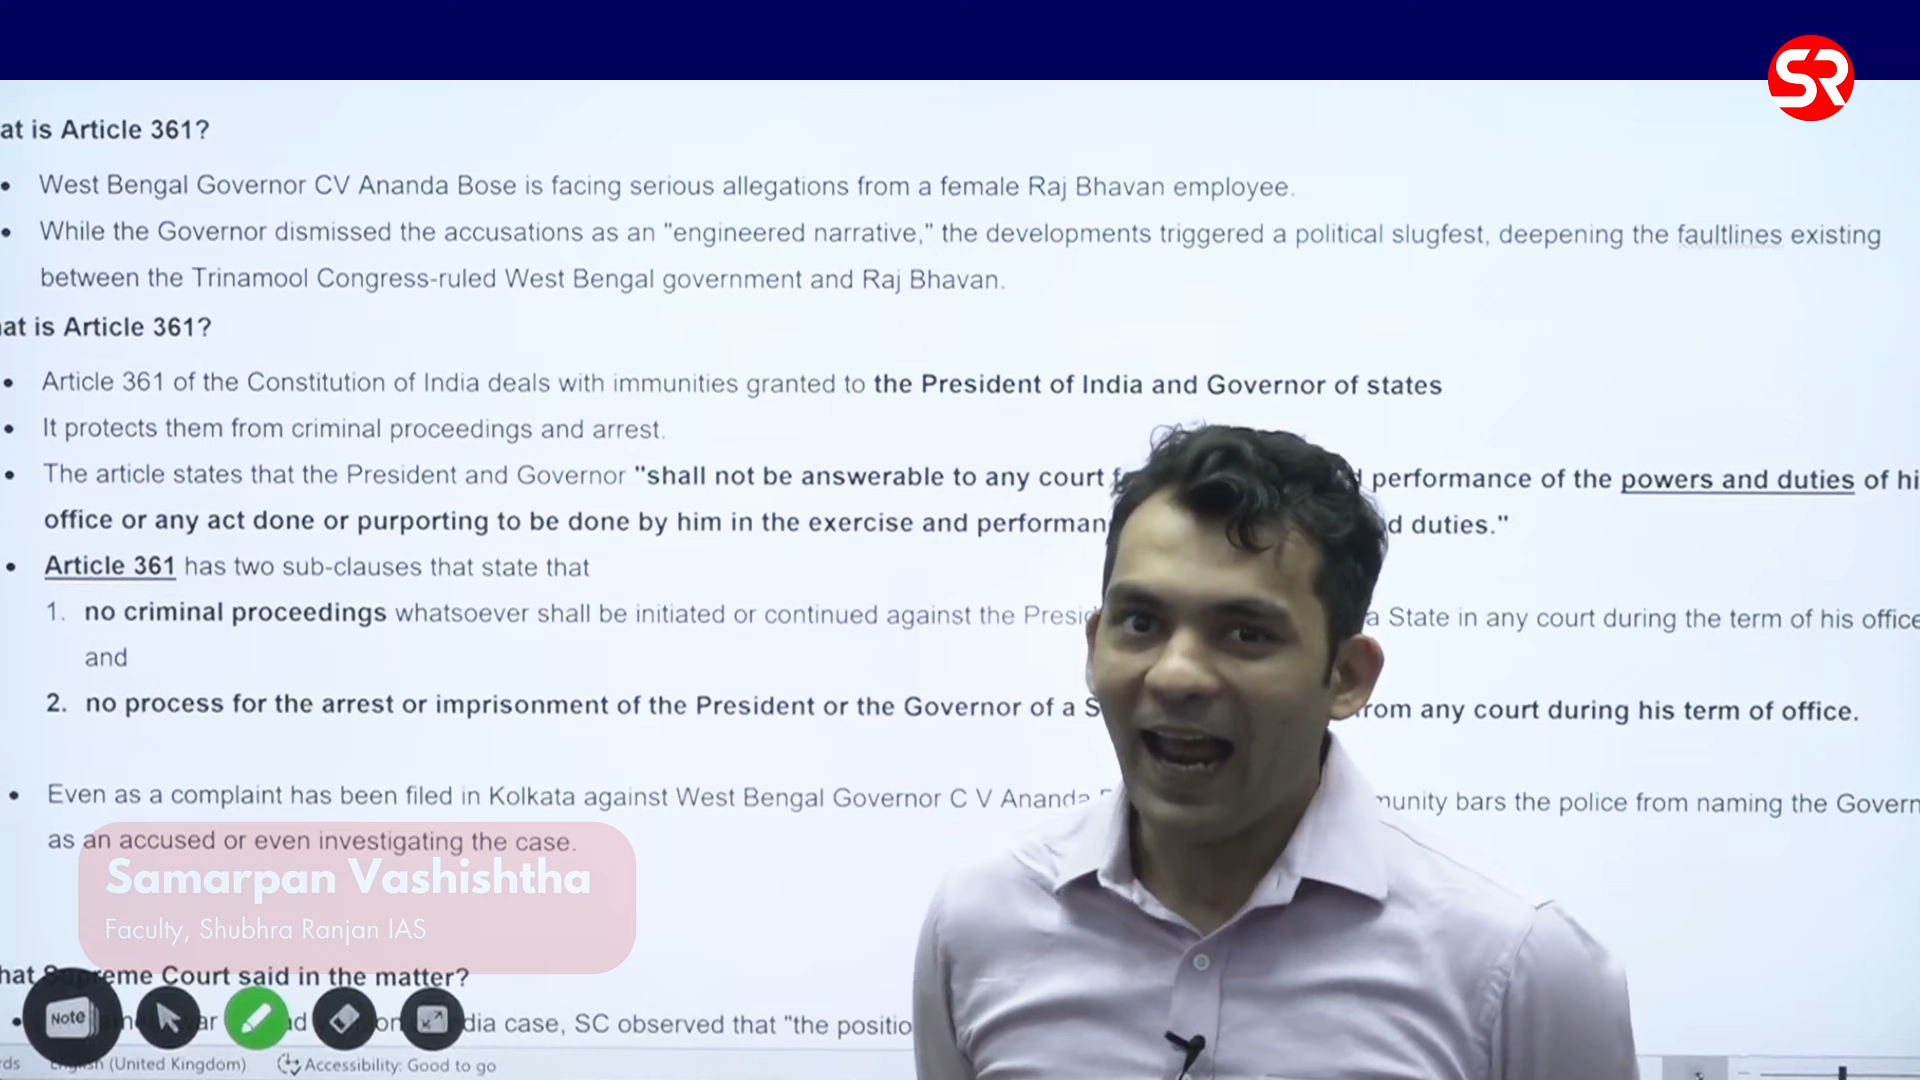 SR
at is Article 361?
West Bengal Governor CV Ananda Bose is facing serious allegations from a female Raj Bhavan employee.
While the Governor dismissed the accusations as an "engineered narrative," the developments triggered a political slugfest, deepening the faultlines existing
between the Trinamool Congress-ruled West Bengal government and Raj Bhavan.
at is Article 361?
Article 361 of the Constitution of India deals with immunities granted to the President of India and Governor of states
It protects them from criminal proceedings and arrest.
The article states that the President and Governor "shall not be answerable to any court performance of the powers and duties of hi
office or any act done or purporting to be done by him in the exercise and performan d duties."
Article 361 has two sub-clauses that state that
1. no criminal proceedings whatsoever shall be initiated or continued against the Presid a State in any court during the term of his office
and
2. no process for the arrest or imprisonment of the President or the Governor of a S from any court during his term of office.
Even as a complaint has been filed in Kolkata against West Bengal Governor C V Ananda munity bars the police from naming the Govern
as an accused or even investigating the case.
Samarpan Vashishtha
Faculty, Shubhra Ranjan IAS
hat Supreme Court said in the matter?
Note
dia case, SC observed that "the positio
rds English (United Kingdom) Accessibility: Good to go